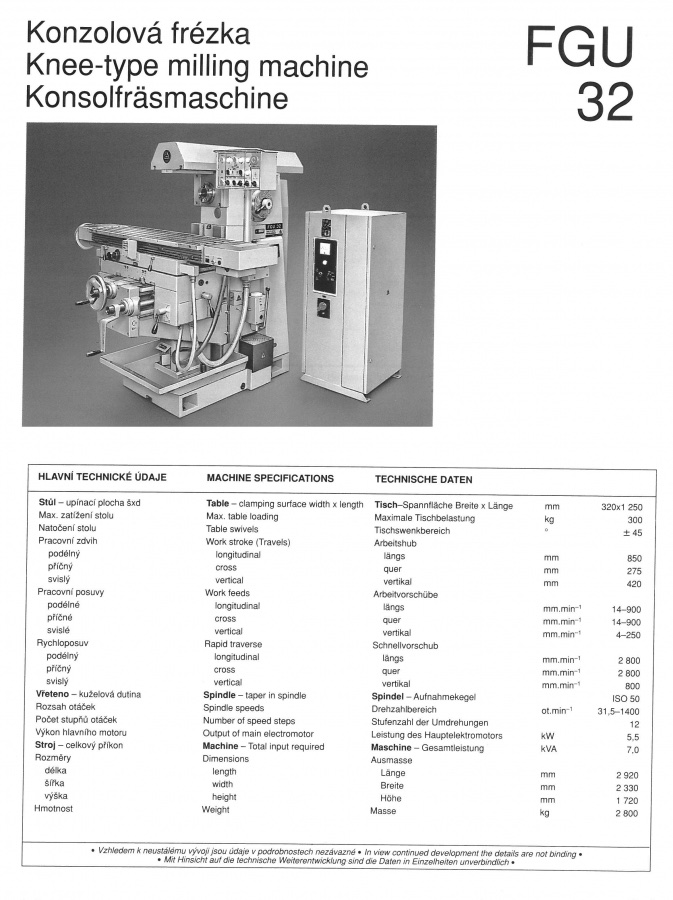 Konzolová frézka
Knee-type milling machine
Konsolfräsmaschine
FGU
32
FGU 32
HLAVNÍ TECHNICKÉ ÚDAJE MACHINE SPECIFICATIONS TECHNISCHE DATEN
Stůl – upínací plocha šxd Table – clamping surface width x length Tisch–Spannfläche Breite x Länge mm 320x1 250
Max. zatížení stolu Max. table loading Maximale Tischbelastung kg 300
Natočení stolu Table swivels Tischswenkbereich ° ± 45
Pracovní zdvih Work stroke (Travels) Arbeitshub
podélný longitudinal längs mm 850
příčný cross quer mm 275
svislý vertical vertikal mm 420
Pracovní posuvy Work feeds Arbeitvorschübe
podélné longitudinal längs mm.min⁻¹ 14–900
příčné cross quer mm.min⁻¹ 14–900
svislé vertical vertikal mm.min⁻¹ 4–250
Rychloposuv Rapid traverse Schnellvorschub
podélný longitudinal längs mm.min⁻¹ 2 800
příčný cross quer mm.min⁻¹ 2 800
svislý vertical vertikal mm.min⁻¹ 800
Vřeteno – kuželová dutina Spindle – taper in spindle Spindel – Aufnahmekegel ISO 50
Rozsah otáček Spindle speeds Drehzahlbereich ot.min⁻¹ 31,5–1400
Počet stupňů otáček Number of speed steps Stufenzahl der Umdrehungen 12
Výkon hlavního motoru Output of main electromotor Leistung des Hauptelektromotors kW 5,5
Stroj – celkový příkon Machine – Total input required Maschine – Gesamtleistung kVA 7,0
Rozměry Dimensions Ausmasse
délka length Länge mm 2 920
šířka width Breite mm 2 330
výška height Höhe mm 1 720
Hmotnost Weight Masse kg 2 800
• Vzhledem k neustálému vývoji jsou údaje v podrobnostech nezávazné • In view continued development the details are not binding •
• Mit Hinsicht auf die technische Weiterentwicklung sind die Daten in Einzelheiten unverbindlich •